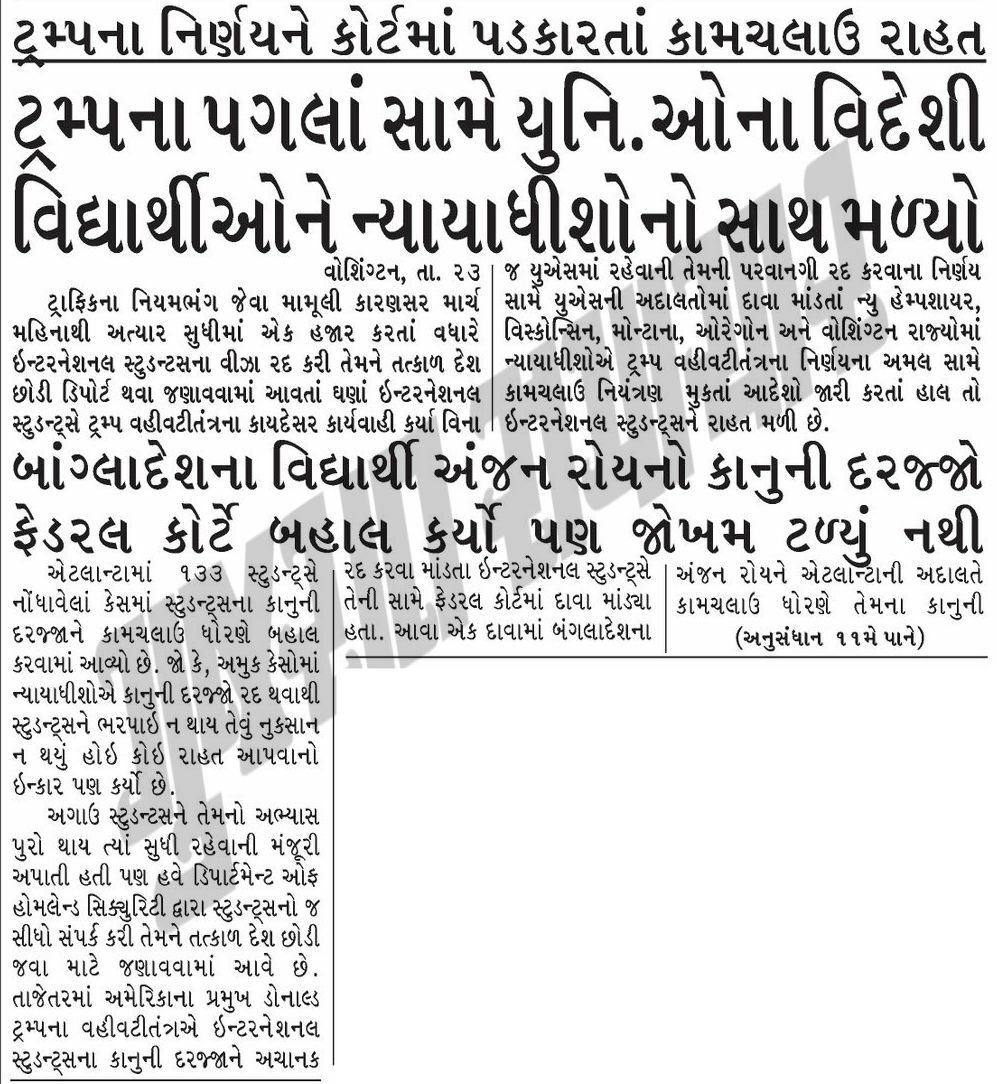 ટ્રમ્પના નિર્ણયને કોર્ટમાં પડકારતાં કામચલાઉ રાહત
ટ્રમ્પના પગલાં સામે યુનિ.ઓના વિદેશી
વિદ્યાર્થીઓને ન્યાયાધીશોનો સાથ મળ્યો
વોશિંગ્ટન, તા. ૨૩
ટ્રાફિકના નિયમભંગ જેવા મામૂલી કારણસર માર્ચ
મહિનાથી અત્યાર સુધીમાં એક હજાર કરતાં વધારે
ઇન્ટરનેશનલ સ્ટુડન્ટસના વીઝા રદ કરી તેમને તત્કાળ દેશ
છોડી ડિપોર્ટ થવા જણાવવામાં આવતાં ઘણાં ઇન્ટરનેશનલ
સ્ટુડન્ટ્સે ટ્રમ્પ વહીવટીતંત્રના કાયદેસર કાર્યવાહી કર્યા વિના
જ યુએસમાં રહેવાની તેમની પરવાનગી રદ કરવાના નિર્ણય
સામે યુએસની અદાલતોમાં દાવા માંડતાં ન્યુ હેમ્પશાયર,
વિસ્કોન્સિન, મોન્ટાના, ઓરેગોન અને વોશિંગ્ટન રાજ્યોમાં
ન્યાયાધીશોએ ટ્રમ્પ વહીવટીતંત્રના નિર્ણયના અમલ સામે
કામચલાઉ નિયંત્રણ મુકતાં આદેશો જારી કરતાં હાલ તો
ઇન્ટરનેશનલ સ્ટુડન્ટ્સને રાહત મળી છે.
બાંગ્લાદેશના વિદ્યાર્થી અંજન રોયનો કાનુની દરજ્જો
ફેડરલ કોર્ટે બહાલ કર્યો પણ જોખમ ટળ્યું નથી
એટલાન્ટામાં ૧૩૩ સ્ટુડન્ટ્સે
નોંધાવેલાં કેસમાં સ્ટુડન્ટ્સના કાનુની
દરજ્જાને કામચલાઉ ધોરણે બહાલ
કરવામાં આવ્યો છે. જો કે, અમુક કેસોમાં
ન્યાયાધીશોએ કાનુની દરજ્જો રદ થવાથી
સ્ટુડન્ટ્સને ભરપાઇ ન થાય તેવું નુકસાન
ન થયું હોઇ કોઇ રાહત આપવાનો
ઇન્કાર પણ કર્યો છે.
અગાઉ સ્ટુડન્ટસને તેમનો અભ્યાસ
પુરો થાય ત્યાં સુધી રહેવાની મંજૂરી
અપાતી હતી પણ હવે ડિપાર્ટમેન્ટ ઓફ
હોમલેન્ડ સિક્યુરિટી દ્વારા સ્ટુડન્ટ્સનો જ
સીધો સંપર્ક કરી તેમને તત્કાળ દેશ છોડી
જવા માટે જણાવવામાં આવે છે.
તાજેતરમાં અમેરિકાના પ્રમુખ ડોનાલ્ડ
ટ્રમ્પના વહીવટીતંત્રએ ઇન્ટરનેશનલ
સ્ટુડન્ટ્સના કાનુની દરજ્જાને અચાનક
રદ કરવા માંડતા ઇન્ટરનેશનલ સ્ટુડન્ટ્સે
તેની સામે ફેડરલ કોર્ટમાં દાવા માંડ્યા
હતા. આવા એક દાવામાં બંગલાદેશના
અંજન રોયને એટલાન્ટાની અદાલતે
કામચલાઉ ધોરણે તેમના કાનુની
(અનુસંધાન ૧૧મે પાને)
ગુજરાત સમાચાર